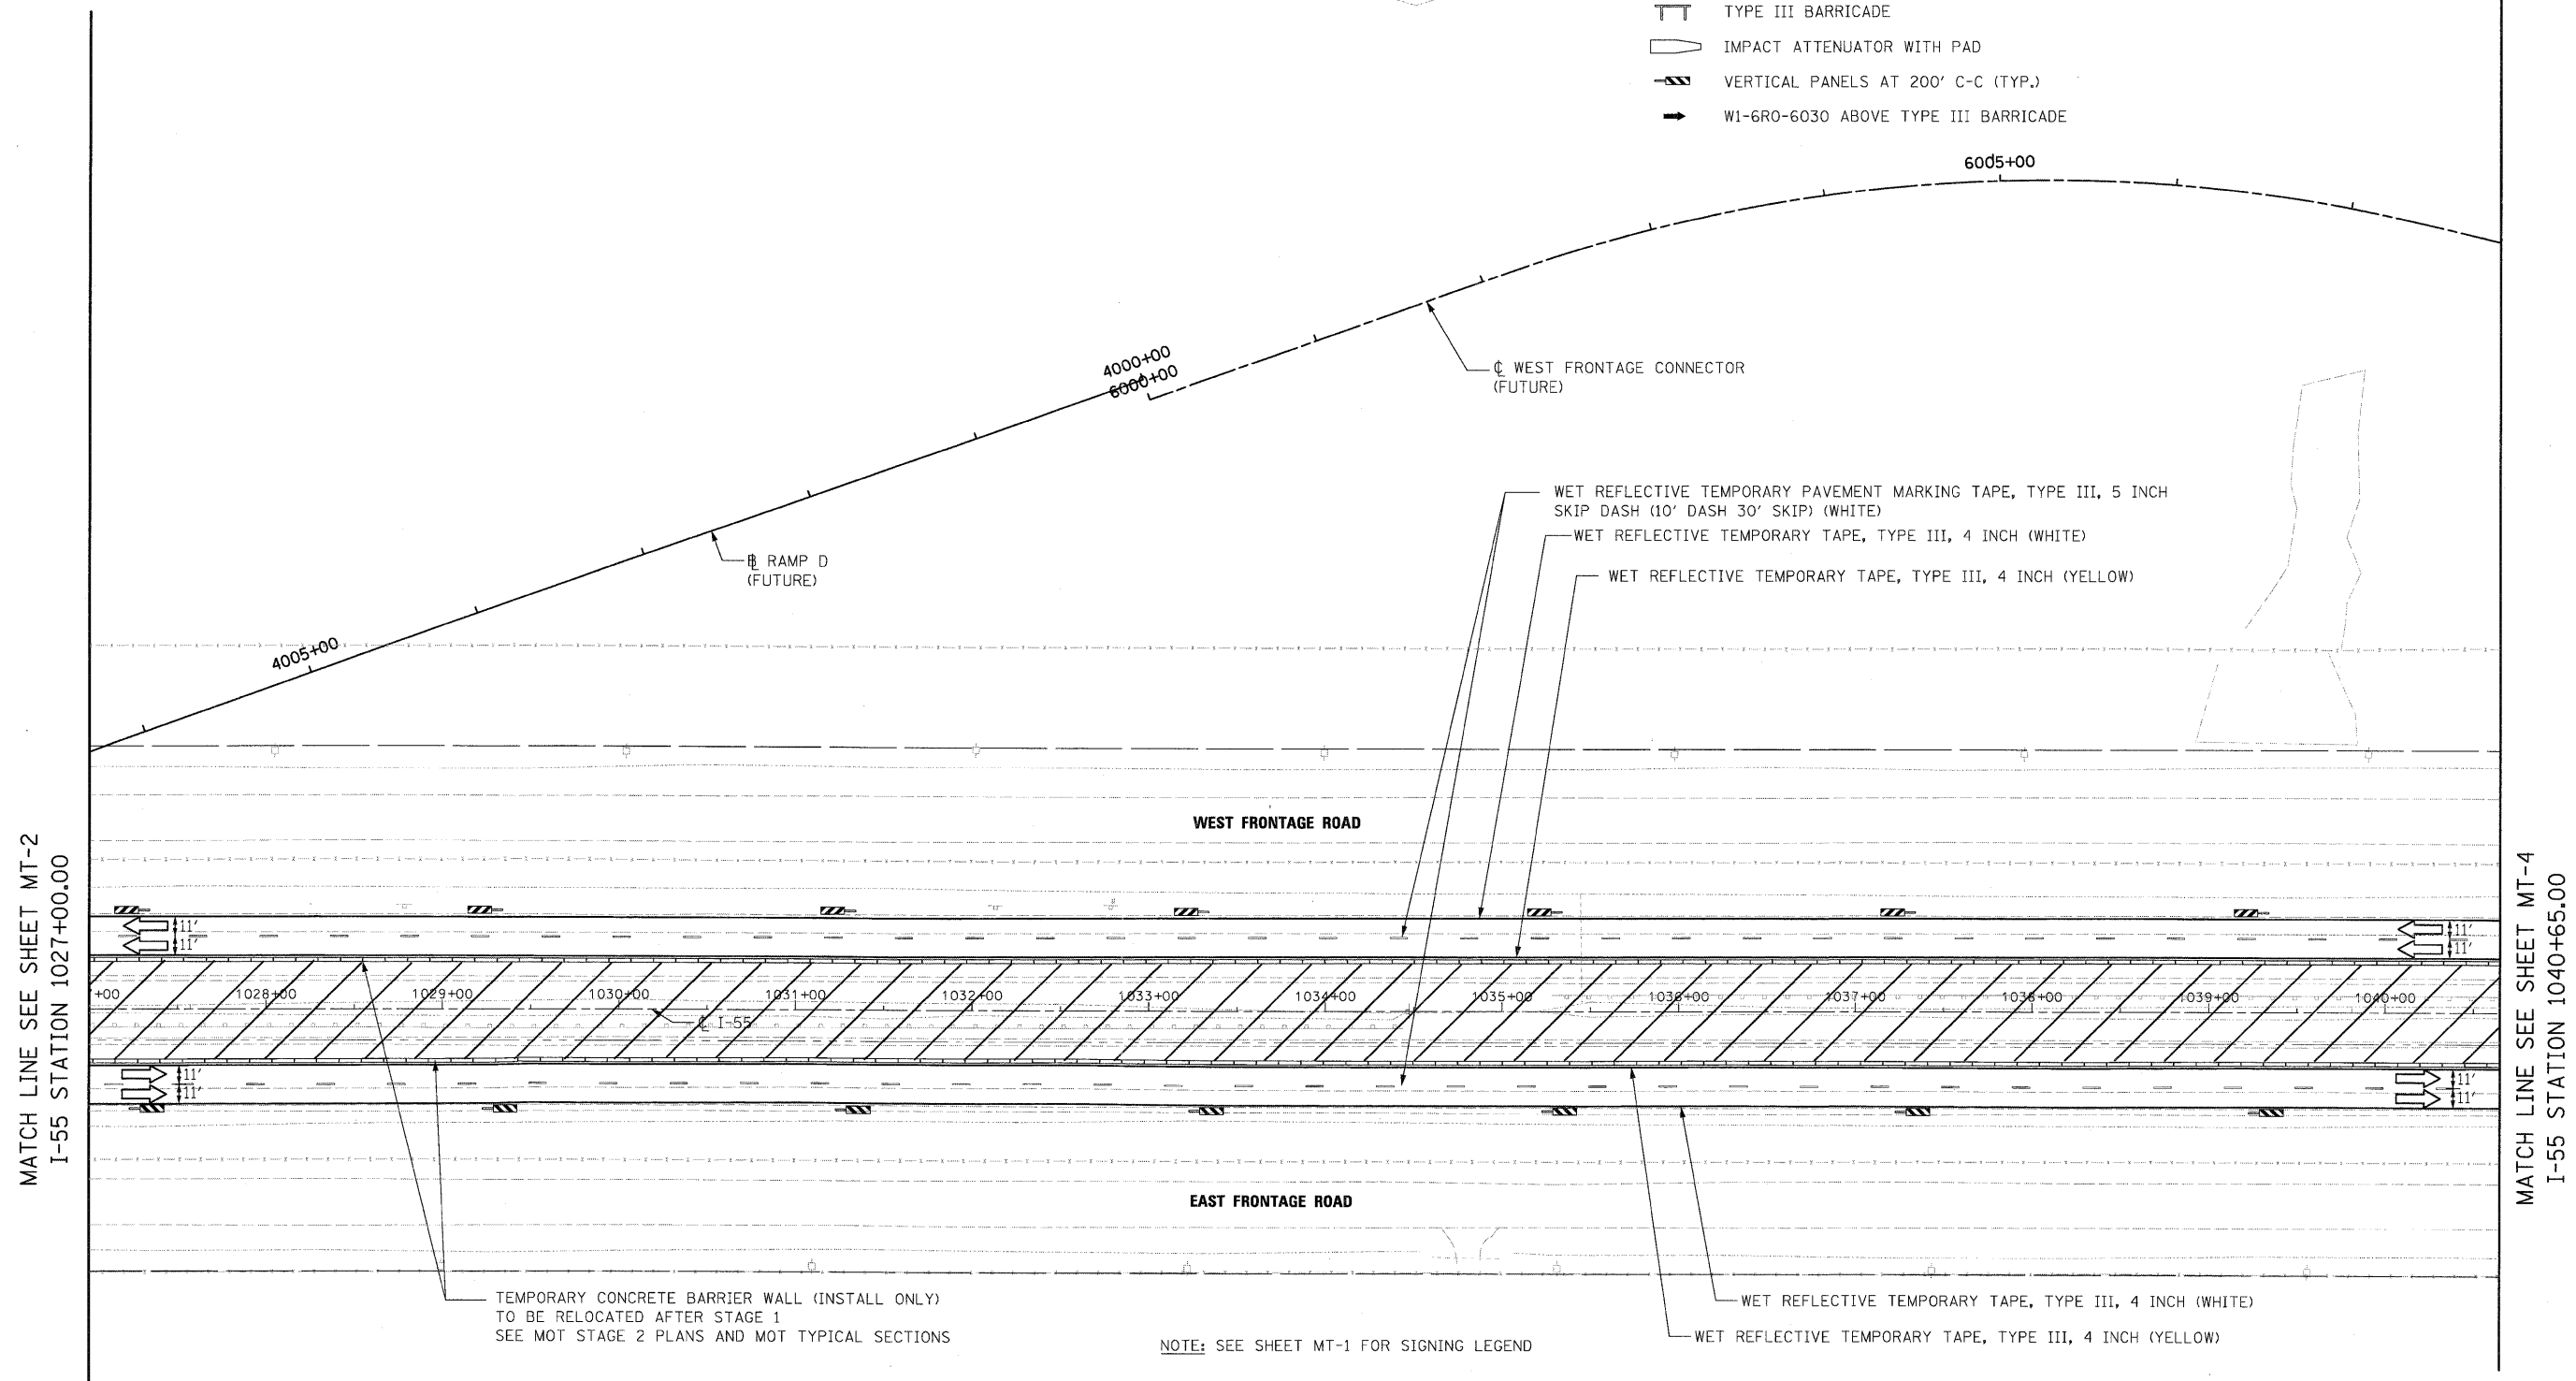 TYPE III BARRICADE
IMPACT ATTENUATOR WITH PAD
VERTICAL PANELS AT 200' C-C (TYP.)
W1-6RO-6030 ABOVE TYPE III BARRICADE
6005+00
4000+00
6000+00
℄ WEST FRONTAGE CONNECTOR
(FUTURE)
WET REFLECTIVE TEMPORARY PAVEMENT MARKING TAPE, TYPE III, 5 INCH
SKIP DASH (10' DASH 30' SKIP) (WHITE)
WET REFLECTIVE TEMPORARY TAPE, TYPE III, 4 INCH (WHITE)
WET REFLECTIVE TEMPORARY TAPE, TYPE III, 4 INCH (YELLOW)
BL RAMP D
(FUTURE)
4005+00
WEST FRONTAGE ROAD
MATCH LINE SEE SHEET MT-2
I-55 STATION 1027+00.00
MATCH LINE SEE SHEET MT-4
I-55 STATION 1040+65.00
11' 11'
11' 11'
+00 1028+00 1029+00 1030+00 1031+00 1032+00 1033+00 1034+00 1035+00 1036+00 1037+00 1038+00 1039+00 1040+00
℄ I-55
11' 11'
11' 11'
EAST FRONTAGE ROAD
TEMPORARY CONCRETE BARRIER WALL (INSTALL ONLY)
TO BE RELOCATED AFTER STAGE 1
SEE MOT STAGE 2 PLANS AND MOT TYPICAL SECTIONS
NOTE: SEE SHEET MT-1 FOR SIGNING LEGEND
WET REFLECTIVE TEMPORARY TAPE, TYPE III, 4 INCH (WHITE)
WET REFLECTIVE TEMPORARY TAPE, TYPE III, 4 INCH (YELLOW)